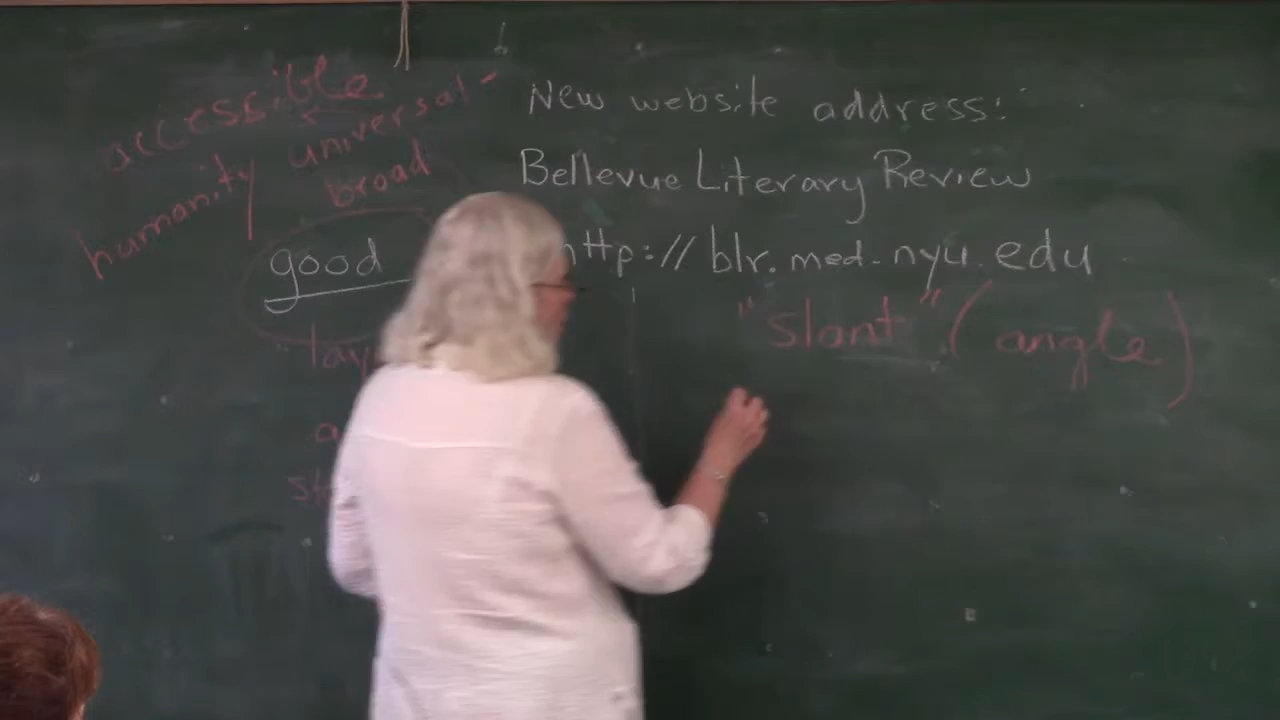 accessible
humanity universal
broad
good
New website address:
Bellevue Literary Review
http://blr.med.nyu.edu
"slant" (angle)